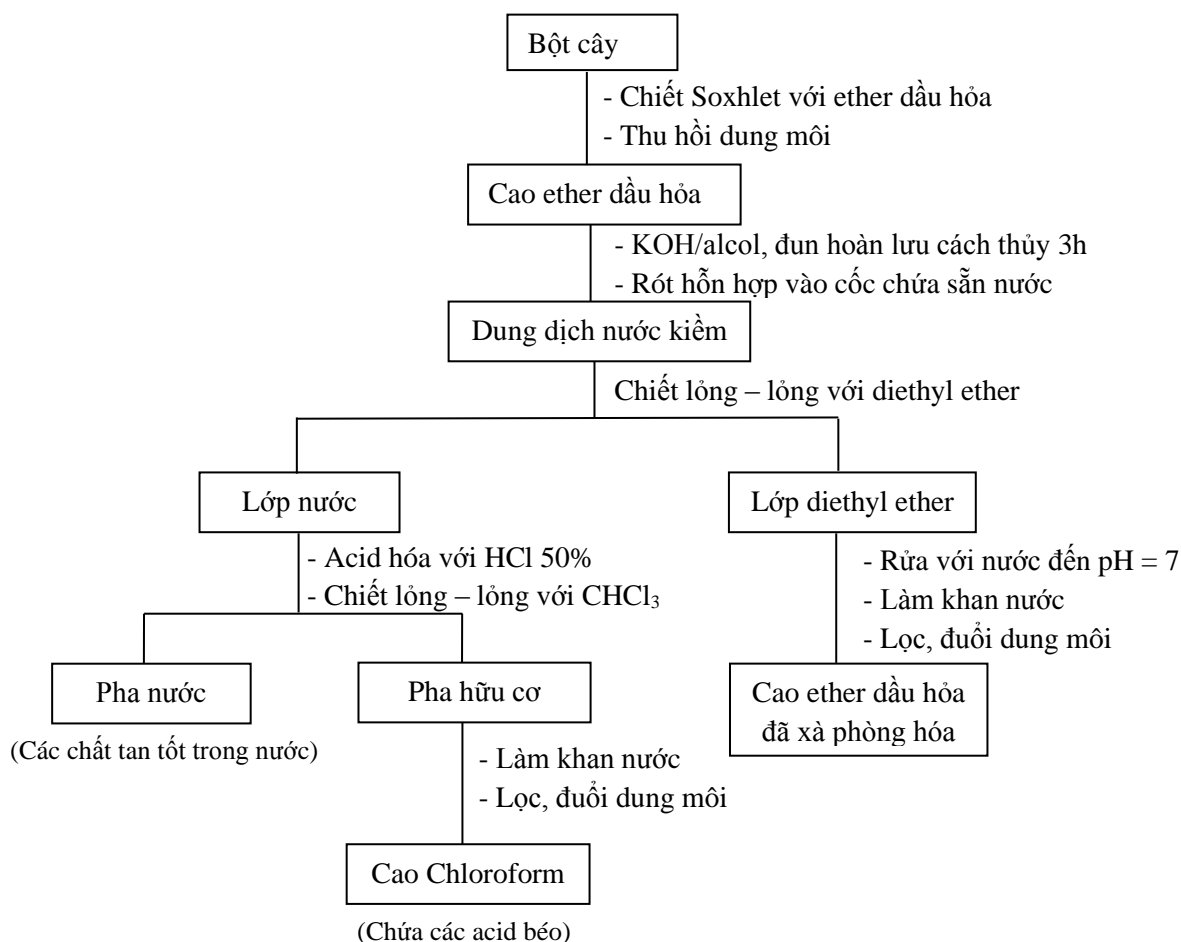 Bột cây
- Chiết Soxhlet với ether dầu hỏa
- Thu hồi dung môi
Cao ether dầu hỏa
- KOH/alcol, đun hoàn lưu cách thủy 3h
- Rót hỗn hợp vào cốc chứa sẵn nước
Dung dịch nước kiềm
Chiết lỏng – lỏng với diethyl ether
Lớp nước
Lớp diethyl ether
- Acid hóa với HCl 50%
- Chiết lỏng – lỏng với CHCl₃
- Rửa với nước đến pH = 7
- Làm khan nước
- Lọc, đuổi dung môi
Pha nước
(Các chất tan tốt trong nước)
Pha hữu cơ
Cao ether dầu hỏa
đã xà phòng hóa
- Làm khan nước
- Lọc, đuổi dung môi
Cao Chloroform
(Chứa các acid béo)